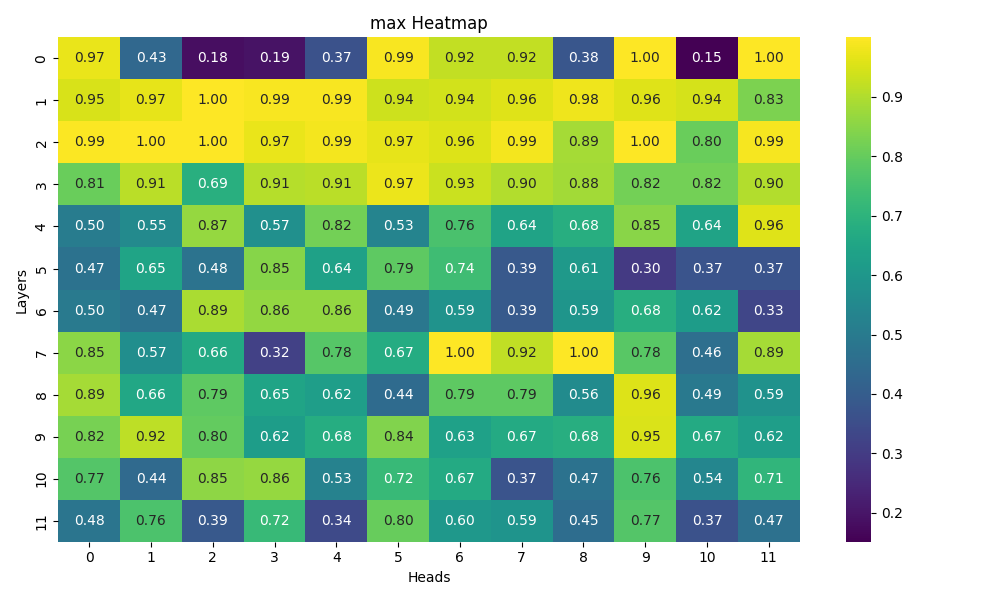 max Heatmap
0 0.97 0.43 0.18 0.19 0.37 0.99 0.92 0.92 0.38 1.00 0.15 1.00
1 0.95 0.97 1.00 0.99 0.99 0.94 0.94 0.96 0.98 0.96 0.94 0.83
2 0.99 1.00 1.00 0.97 0.99 0.97 0.96 0.99 0.89 1.00 0.80 0.99
3 0.81 0.91 0.69 0.91 0.91 0.97 0.93 0.90 0.88 0.82 0.82 0.90
4 0.50 0.55 0.87 0.57 0.82 0.53 0.76 0.64 0.68 0.85 0.64 0.96
5 0.47 0.65 0.48 0.85 0.64 0.79 0.74 0.39 0.61 0.30 0.37 0.37
6 0.50 0.47 0.89 0.86 0.86 0.49 0.59 0.39 0.59 0.68 0.62 0.33
7 0.85 0.57 0.66 0.32 0.78 0.67 1.00 0.92 1.00 0.78 0.46 0.89
8 0.89 0.66 0.79 0.65 0.62 0.44 0.79 0.79 0.56 0.96 0.49 0.59
9 0.82 0.92 0.80 0.62 0.68 0.84 0.63 0.67 0.68 0.95 0.67 0.62
10 0.77 0.44 0.85 0.86 0.53 0.72 0.67 0.37 0.47 0.76 0.54 0.71
11 0.48 0.76 0.39 0.72 0.34 0.80 0.60 0.59 0.45 0.77 0.37 0.47
0 1 2 3 4 5 6 7 8 9 10 11
Heads
Layers
0.9
0.8
0.7
0.6
0.5
0.4
0.3
0.2